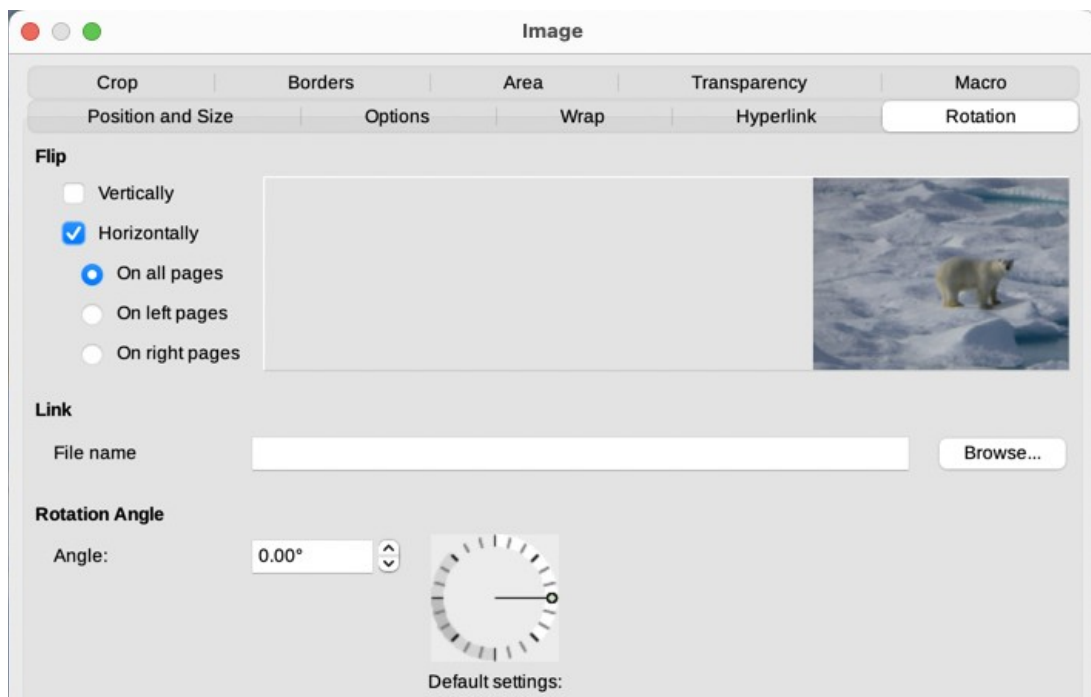 Image
Crop Borders Area Transparency Macro
Position and Size Options Wrap Hyperlink Rotation
Flip
Vertically
Horizontally
On all pages
On left pages
On right pages
Link
File name Browse...
Rotation Angle
Angle: 0.00°
Default settings: